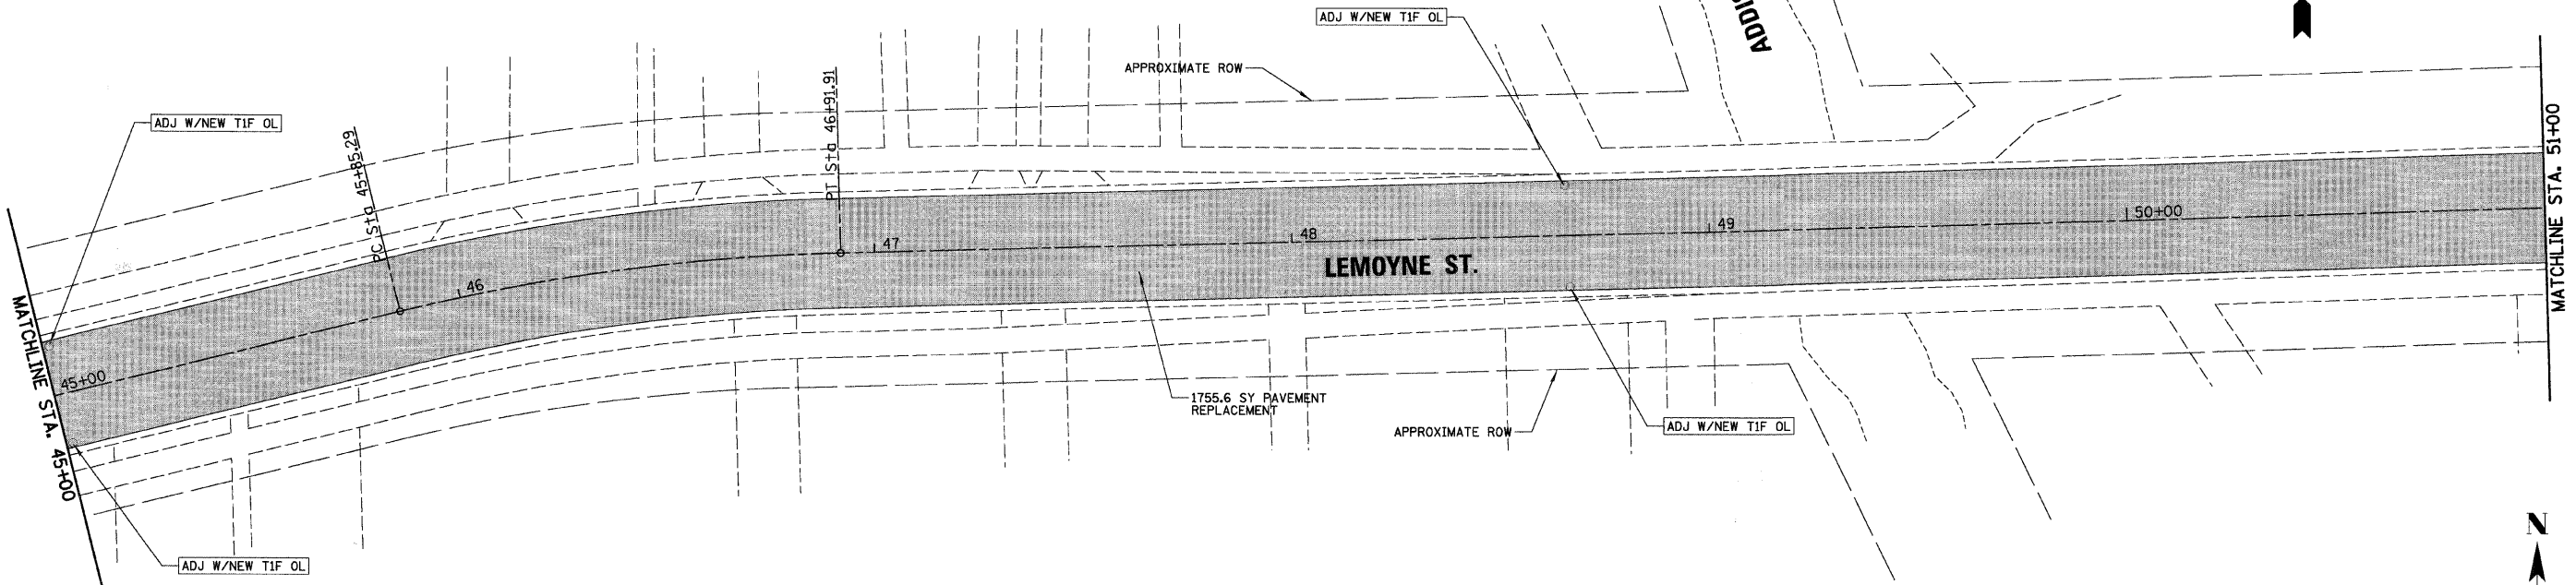 ADJ W/NEW T1F OL
ADDI
APPROXIMATE ROW
ADJ W/NEW T1F OL
PC Sta 45+85.29
PT Sta 46+91.91
MATCHLINE STA. 51+00
50+00
49
48
47
LEMOYNE ST.
46
MATCHLINE STA. 45+00
45+00
1755.6 SY PAVEMENT
REPLACEMENT
APPROXIMATE ROW
ADJ W/NEW T1F OL
N
ADJ W/NEW T1F OL